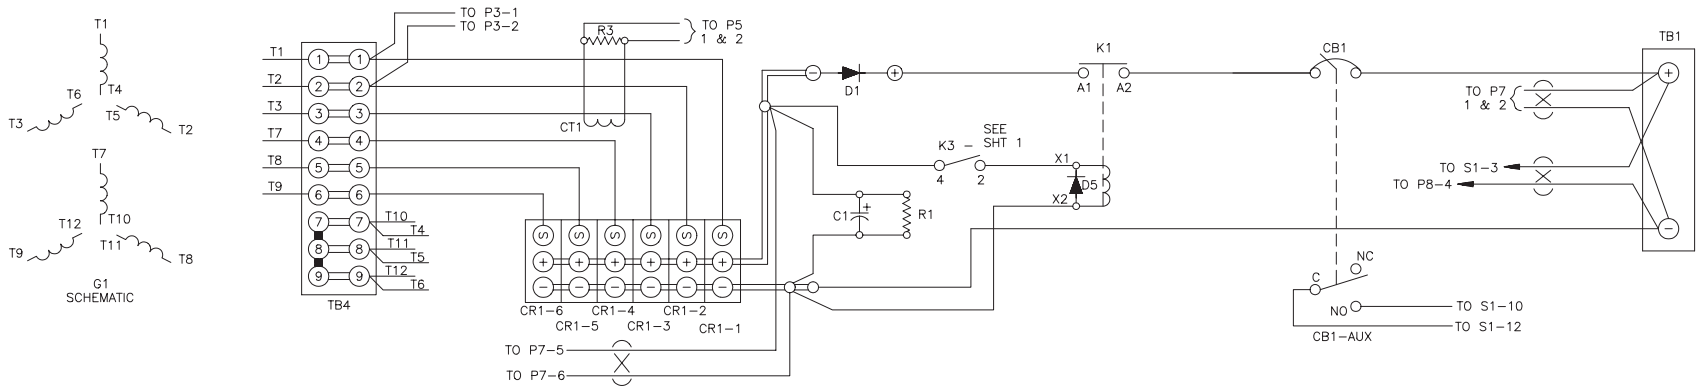 T1
T4
T6
T5
T3
T2
T7
T10
T12
T11
T9
T8
G1
SCHEMATIC
TO P3-1
TO P3-2
T1
T2
T3
T7
T8
T9
1 1
2 2
3 3
4 4
5 5
6 6
7 7
8 8
9 9
T10
T4
T11
T5
T12
T6
TB4
R3
TO P5
1 & 2
CT1
S S S S S S
+ + + + + +
− − − − − −
CR1-6
CR1-5
CR1-4
CR1-3
CR1-2
CR1-1
TO P7-5
TO P7-6
− +
D1
K1
A1 A2
SEE
SHT 1
K3 -
4 2
X1
D5
X2
C1
+
R1
CB1
TB1
+
TO P7
1 & 2
TO S1-3
TO P8-4
−
NC
C
NO
TO S1-10
TO S1-12
CB1-AUX